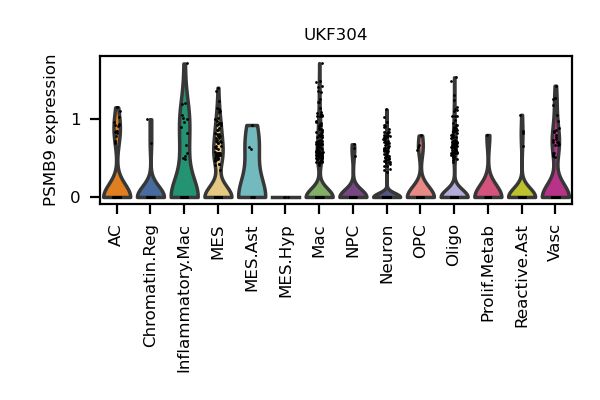 UKF304
PSMB9 expression
1
0
AC
Chromatin.Reg
Inflammatory.Mac
MES
MES.Ast
MES.Hyp
Mac
NPC
Neuron
OPC
Oligo
Prolif.Metab
Reactive.Ast
Vasc